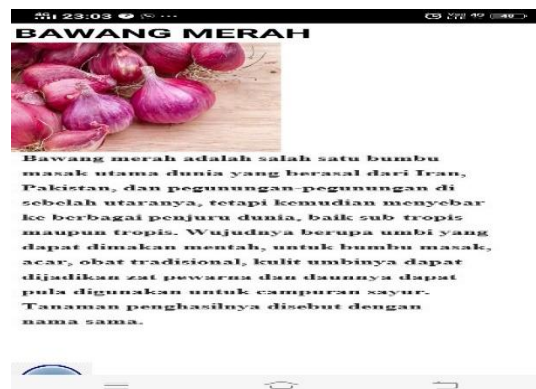 4G 23:03
BAWANG MERAH
Bawang merah adalah salah satu bumbu
masak utama dunia yang berasal dari Iran,
Pakistan, dan pegunungan-pegunungan di
sebelah utaranya, tetapi kemudian menyebar
ke berbagai penjuru dunia, baik sub tropis
maupun tropis. Wujudnya berupa umbi yang
dapat dimakan mentah, untuk bumbu masak,
acar, obat tradisional, kulit umbinya dapat
dijadikan zat pewarna dan daunnya dapat
pula digunakan untuk campuran sayur.
Tanaman penghasilnya disebut dengan
nama sama.